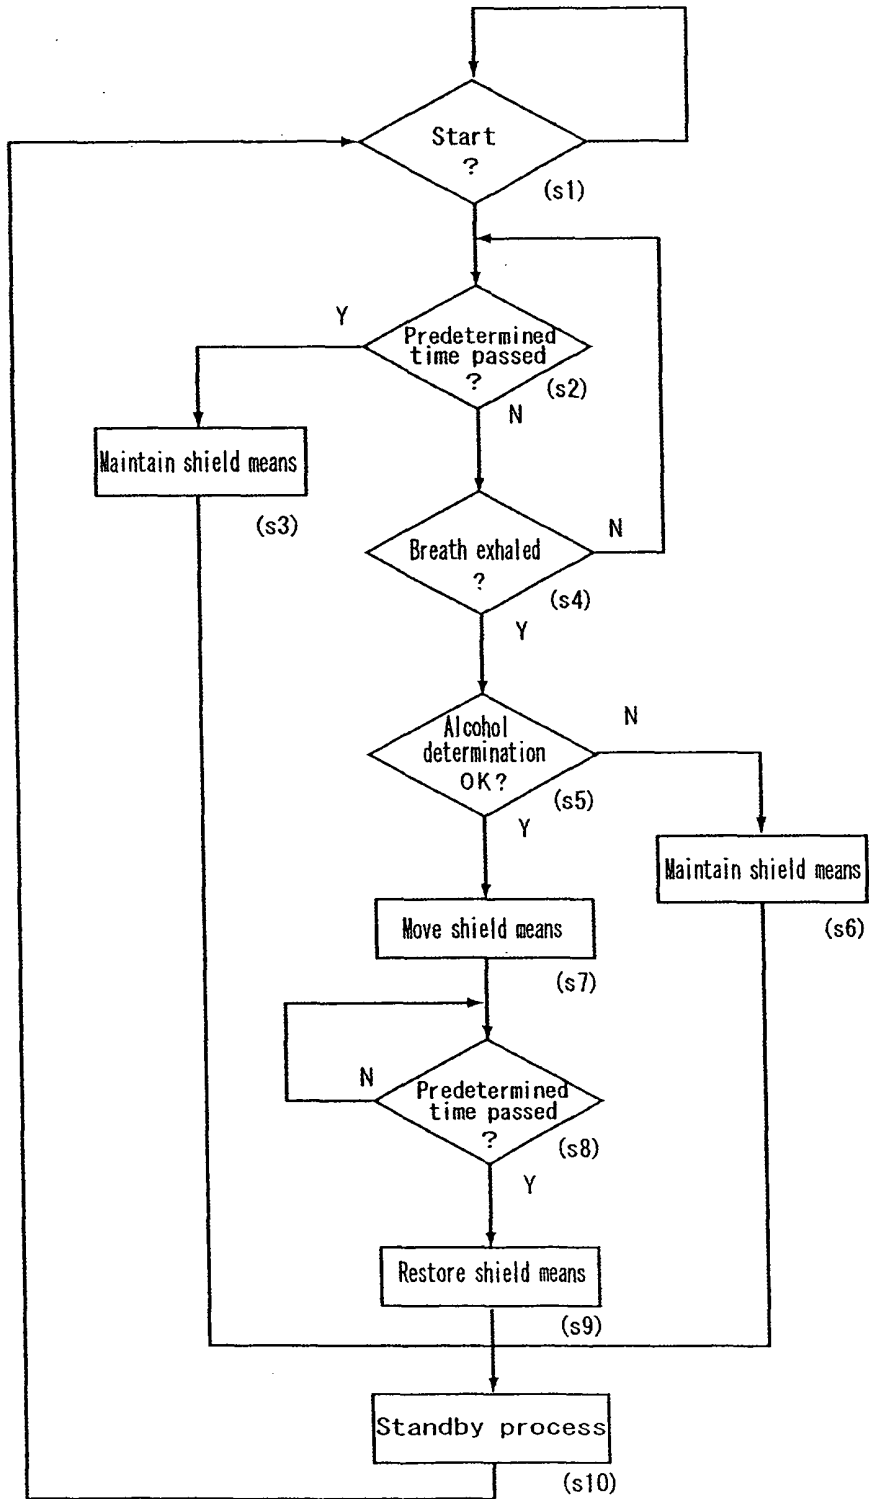 Start
?
(s1)
Y
Predetermined
time passed
?
(s2)
N
Maintain shield means
(s3)
Breath exhaled
?
N
(s4)
Y
Alcohol
determination
OK?
N
(s5)
Y
Maintain shield means
(s6)
Move shield means
(s7)
N
Predetermined
time passed
?
(s8)
Y
Restore shield means
(s9)
Standby process
(s10)